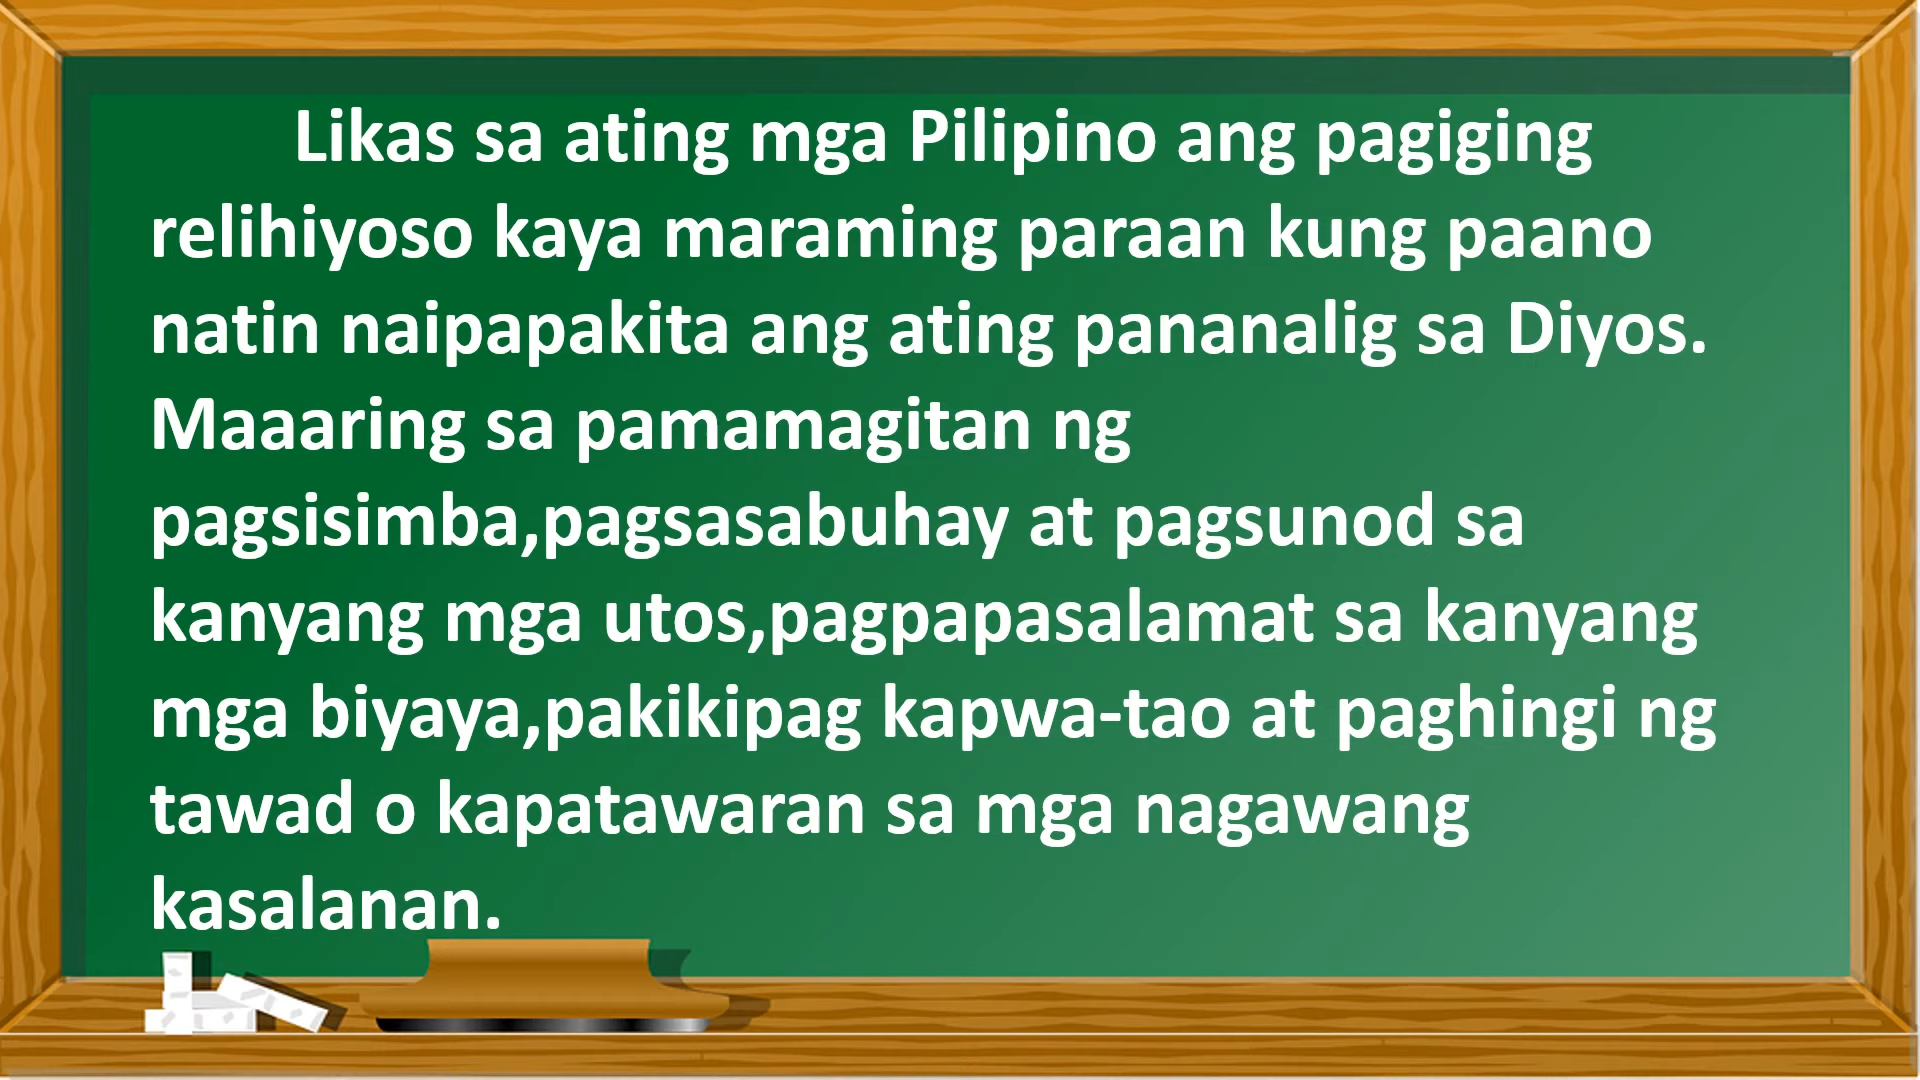 Likas sa ating mga Pilipino ang pagiging
relihiyoso kaya maraming paraan kung paano
natin naipapakita ang ating pananalig sa Diyos.
Maaaring sa pamamagitan ng
pagsisimba,pagsasabuhay at pagsunod sa
kanyang mga utos,pagpapasalamat sa kanyang
mga biyaya,pakikipag kapwa-tao at paghingi ng
tawad o kapatawaran sa mga nagawang
kasalanan.